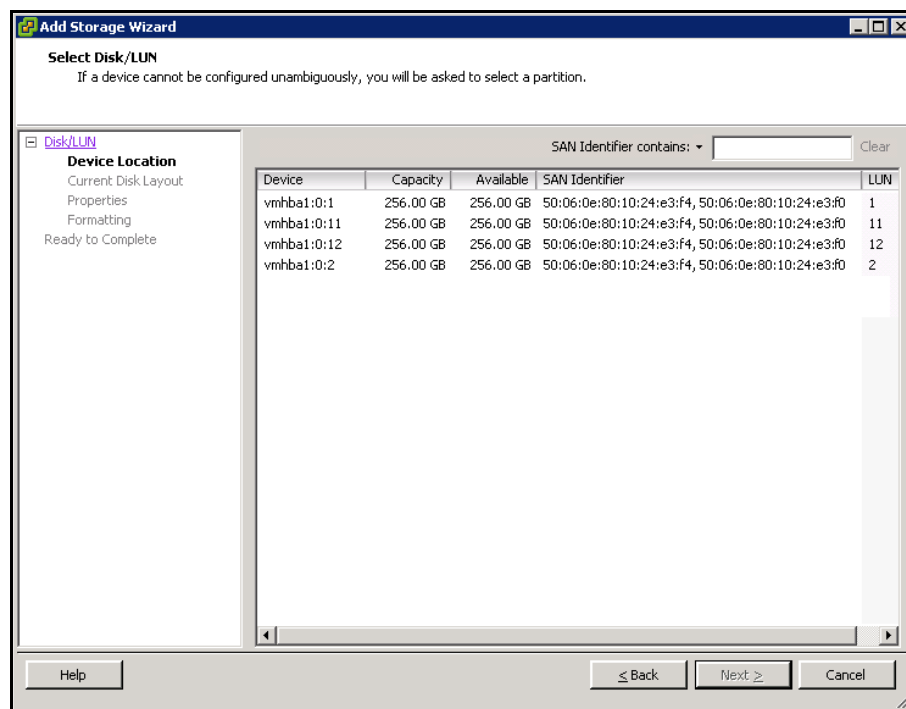 Add Storage Wizard
Select Disk/LUN
If a device cannot be configured unambiguously, you will be asked to select a partition.
Disk/LUN
Device Location
Current Disk Layout
Properties
Formatting
Ready to Complete
SAN Identifier contains: Clear
Device Capacity Available SAN Identifier LUN
vmhba1:0:1 256.00 GB 256.00 GB 50:06:0e:80:10:24:e3:f4, 50:06:0e:80:10:24:e3:f0 1
vmhba1:0:11 256.00 GB 256.00 GB 50:06:0e:80:10:24:e3:f4, 50:06:0e:80:10:24:e3:f0 11
vmhba1:0:12 256.00 GB 256.00 GB 50:06:0e:80:10:24:e3:f4, 50:06:0e:80:10:24:e3:f0 12
vmhba1:0:2 256.00 GB 256.00 GB 50:06:0e:80:10:24:e3:f4, 50:06:0e:80:10:24:e3:f0 2
Help ≤ Back Next ≥ Cancel